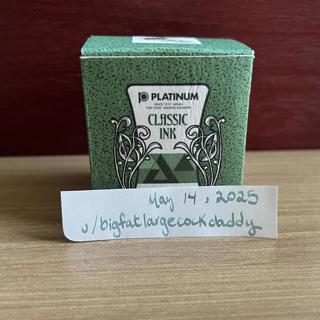 PLATINUM
SINCE 1919 JAPAN
CLASSIC
INK
May 14, 2025
u/bigfatlargecockdaddy